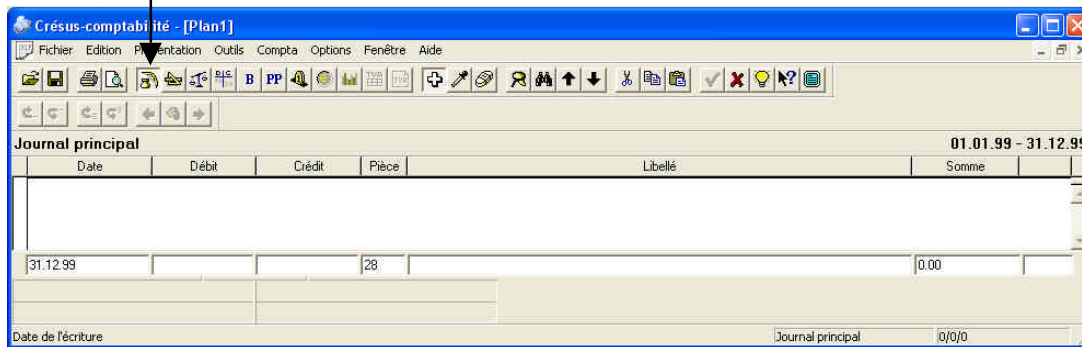 Crésus-comptabilité - [Plan1]
Fichier Edition Présentation Outils Compta Options Fenêtre Aide
B PP
Journal principal 01.01.99 - 31.12.99
Date Débit Crédit Pièce Libellé Somme
31.12.99 28 0.00
Date de l'écriture Journal principal 0/0/0